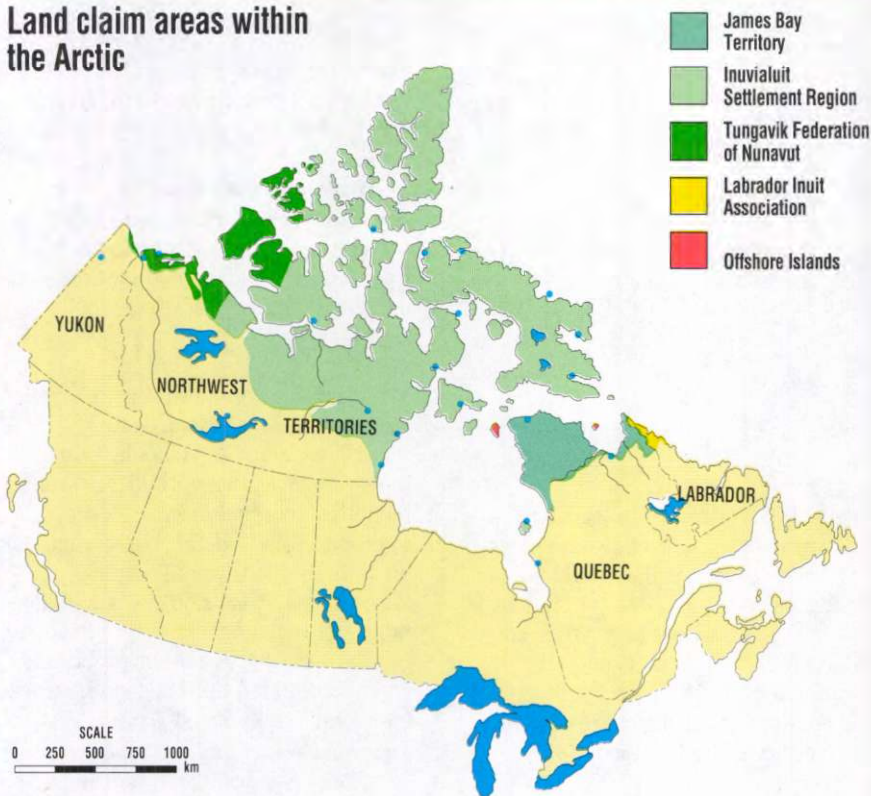 Land claim areas within
the Arctic
James Bay
Territory
Inuvialuit
Settlement Region
Tungavik Federation
of Nunavut
Labrador Inuit
Association
Offshore Islands
YUKON
NORTHWEST
TERRITORIES
LABRADOR
QUEBEC
SCALE
0 250 500 750 1000
km